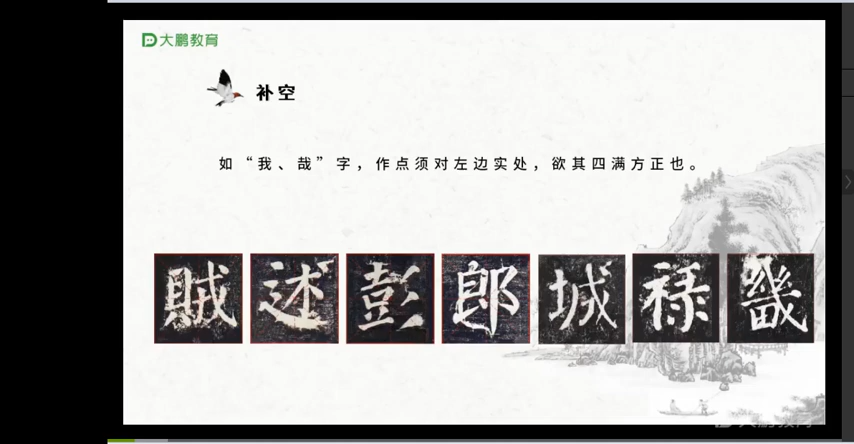 大鹏教育
补空
如“我、哉”字，作点须对左边实处，欲其四满方正也。
賊述彭郎城禄畿